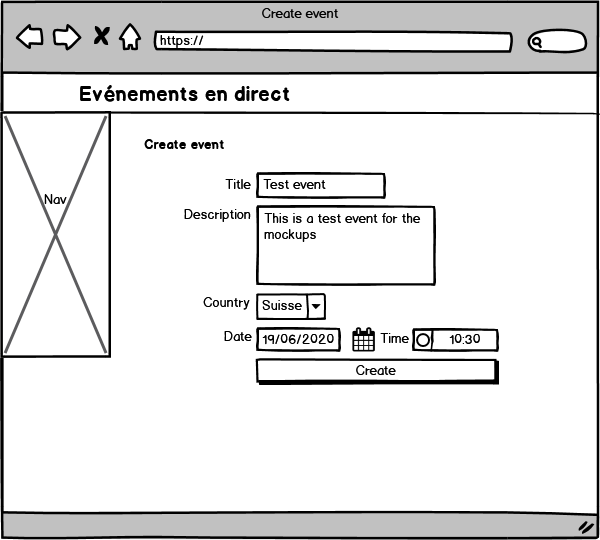 Create event
https://
Evénements en direct
Nav
Create event
Title
Test event
Description
This is a test event for the
mockups
Country
Suisse
Date
19/06/2020
Time
10:30
Create